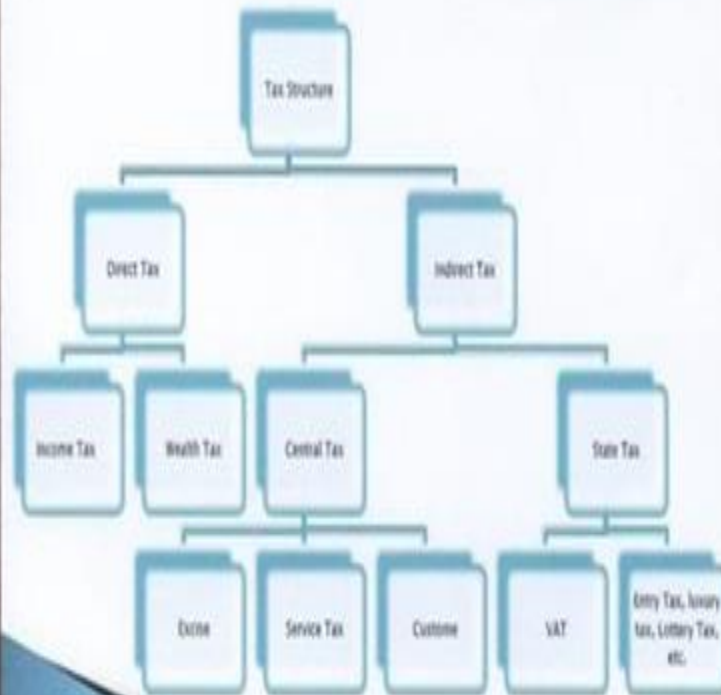 Tax Structure
Direct Tax
Indirect Tax
Income Tax
Wealth Tax
Central Tax
State Tax
Excise
Service Tax
Custome
VAT
Entry Tax, luxury
tax, Lottery Tax,
etc.